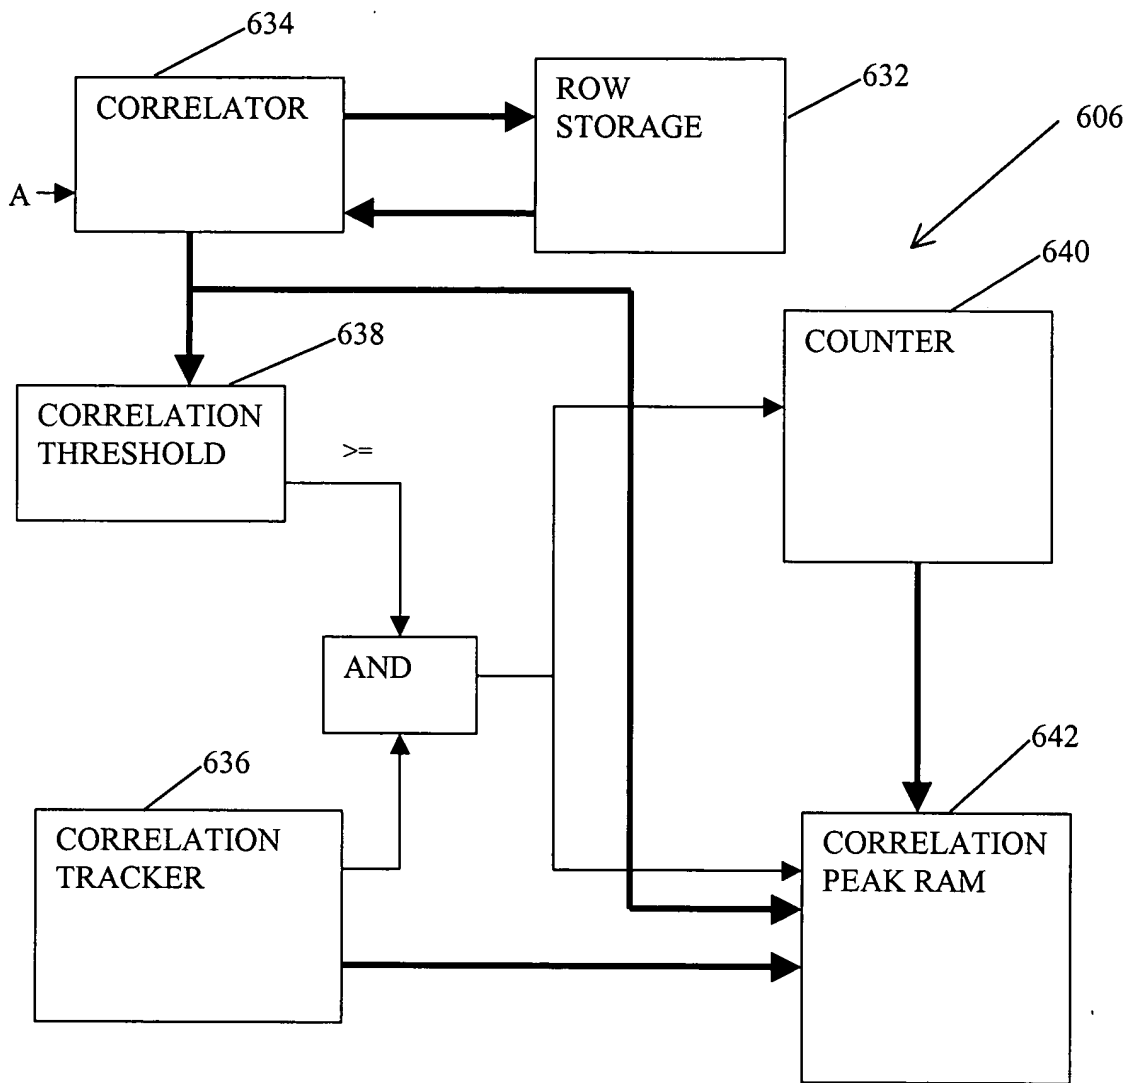 634
CORRELATOR
ROW
STORAGE
632
606
A
640
638
COUNTER
CORRELATION
THRESHOLD
>=
AND
636
642
CORRELATION
TRACKER
CORRELATION
PEAK RAM